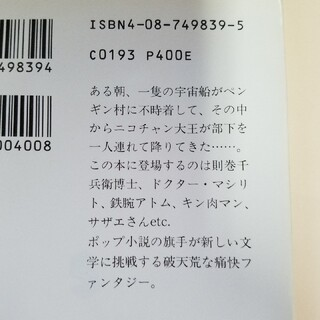 ISBN4-08-749839-5
C0193 P400E
498394
004008
ある朝、一隻の宇宙船がペン
ギン村に不時着して、その中
からニコチャン大王が部下を
一人連れて降りてきた……。
この本に登場するのは則巻千
兵衛博士、ドクター・マシリ
ト、鉄腕アトム、キン肉マン、
サザエさんetc.
ポップ小説の旗手が新しい文
学に挑戦する破天荒な痛快フ
ァンタジー。